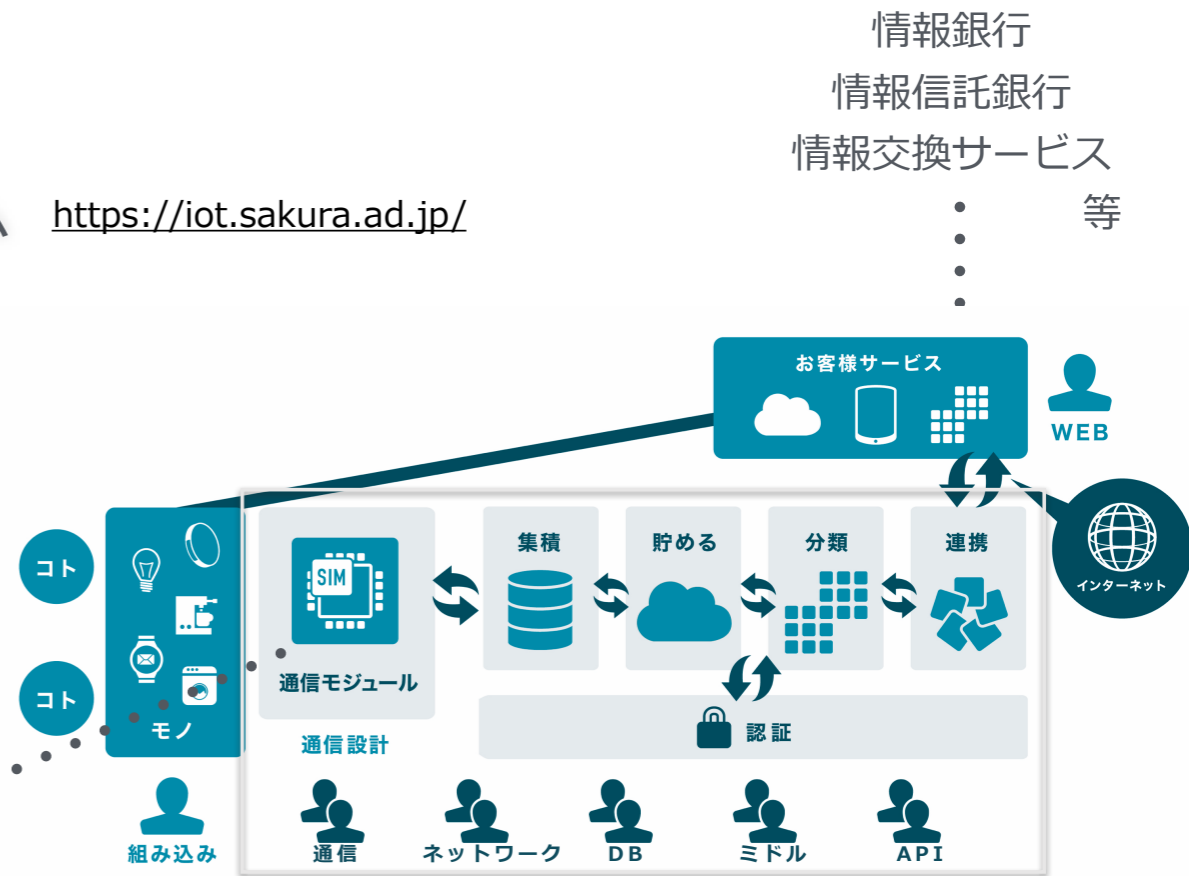 情報銀行
情報信託銀行
情報交換サービス
等
https://iot.sakura.ad.jp/
お客様サービス
WEB
インターネット
コト
コト
モノ
組み込み
SIM
通信モジュール
通信設計
集積
貯める
分類
連携
認証
通信
ネットワーク
DB
ミドル
API